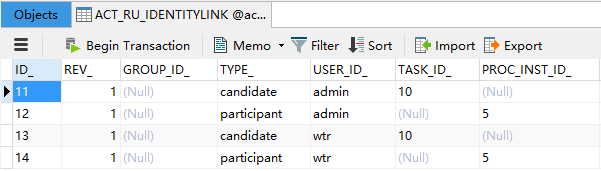 Objects ACT_RU_IDENTITYLINK @ac...
Begin Transaction Memo Filter Sort Import Export
ID_ REV_ GROUP_ID_ TYPE_ USER_ID_ TASK_ID_ PROC_INST_ID_
11 1 (Null) candidate admin 10 (Null)
12 1 (Null) participant admin (Null) 5
13 1 (Null) candidate wtr 10 (Null)
14 1 (Null) participant wtr (Null) 5